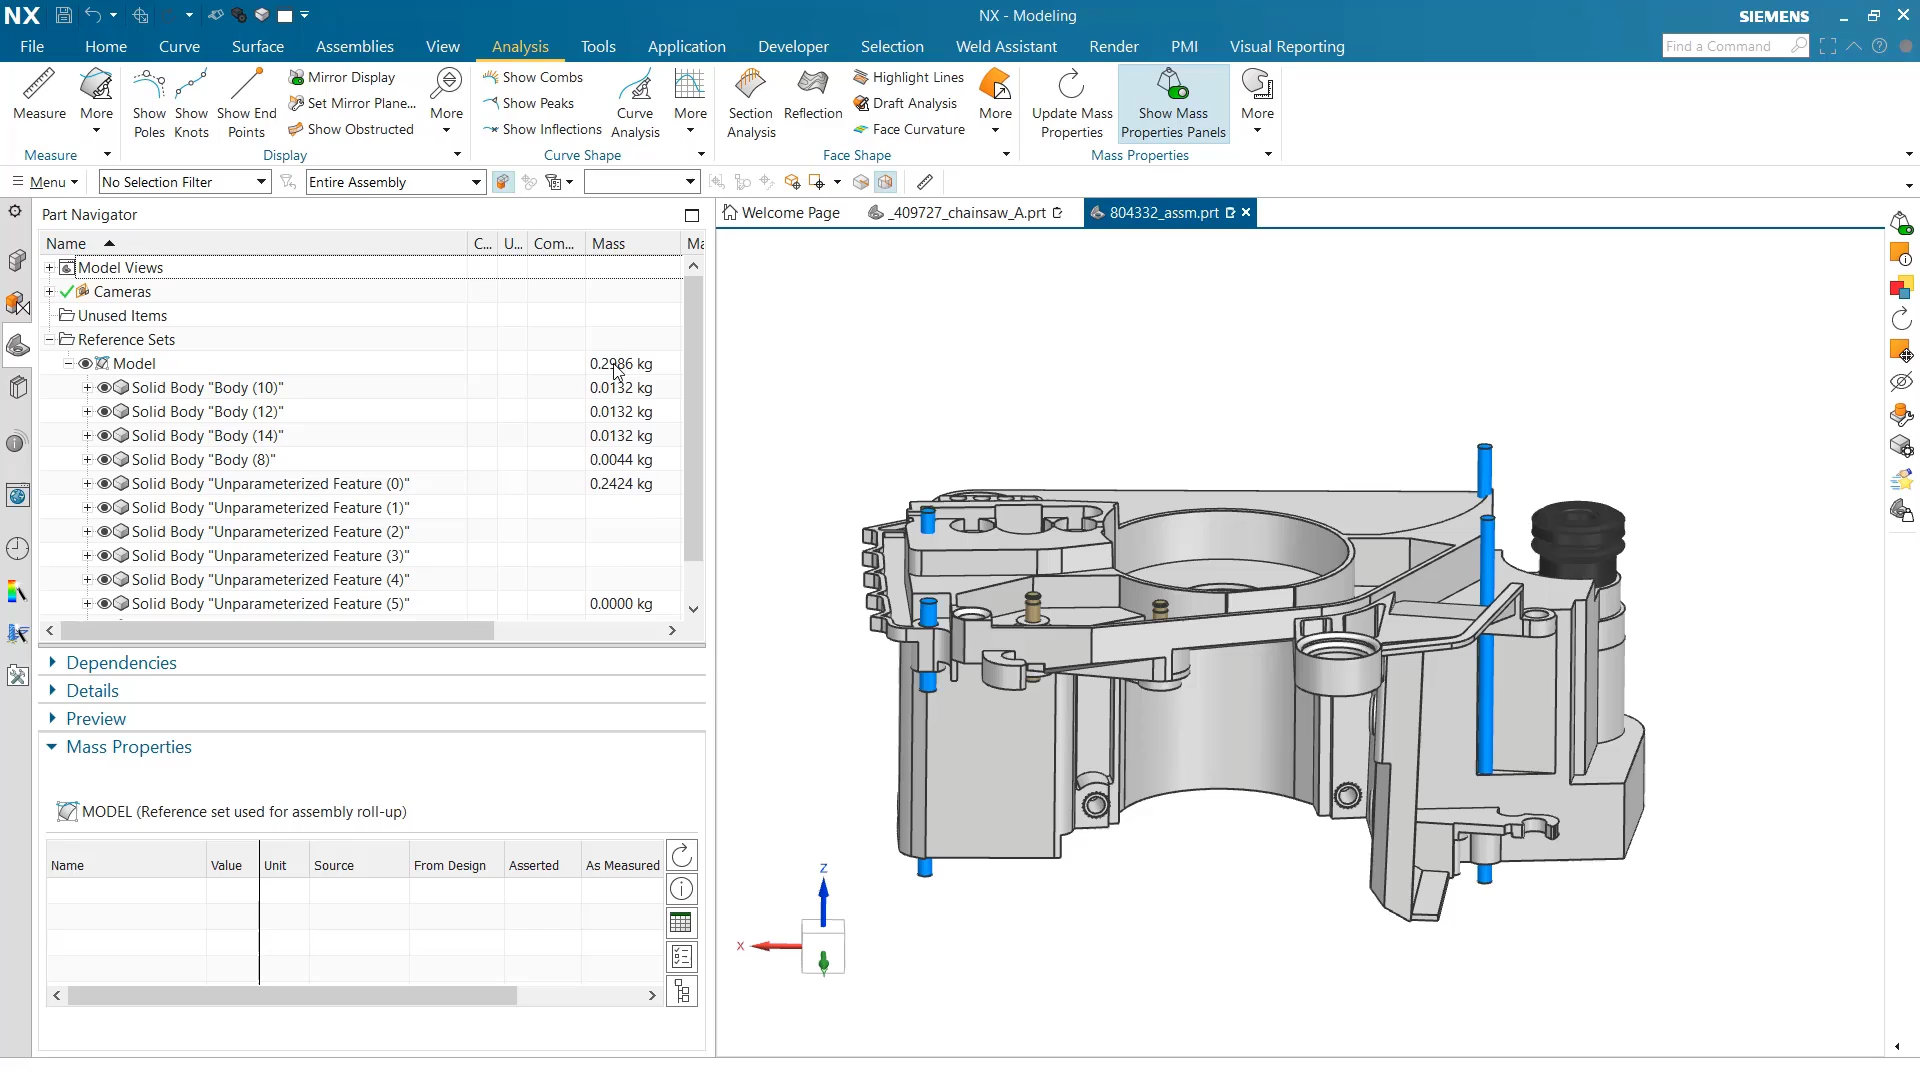 NX
NX - Modeling
SIEMENS
File
Home
Curve
Surface
Assemblies
View
Analysis
Tools
Application
Developer
Selection
Weld Assistant
Render
PMI
Visual Reporting
Find a Command
Measure
More
Measure
Show Poles
Show Knots
Show End Points
Mirror Display
Set Mirror Plane...
Show Obstructed
More
Display
Show Combs
Show Peaks
Show Inflections
Curve Analysis
More
Curve Shape
Section Analysis
Reflection
Highlight Lines
Draft Analysis
Face Curvature
More
Face Shape
Update Mass Properties
Show Mass Properties Panels
More
Mass Properties
Menu
No Selection Filter
Entire Assembly
Part Navigator
Welcome Page
_409727_chainsaw_A.prt
804332_assm.prt
Name C... U... Com... Mass Ma
Model Views
Cameras
Unused Items
Reference Sets
Model 0.2986 kg
Solid Body "Body (10)" 0.0132 kg
Solid Body "Body (12)" 0.0132 kg
Solid Body "Body (14)" 0.0132 kg
Solid Body "Body (8)" 0.0044 kg
Solid Body "Unparameterized Feature (0)" 0.2424 kg
Solid Body "Unparameterized Feature (1)"
Solid Body "Unparameterized Feature (2)"
Solid Body "Unparameterized Feature (3)"
Solid Body "Unparameterized Feature (4)"
Solid Body "Unparameterized Feature (5)" 0.0000 kg
Dependencies
Details
Preview
Mass Properties
MODEL (Reference set used for assembly roll-up)
Name Value Unit Source From Design Asserted As Measured
Z
X